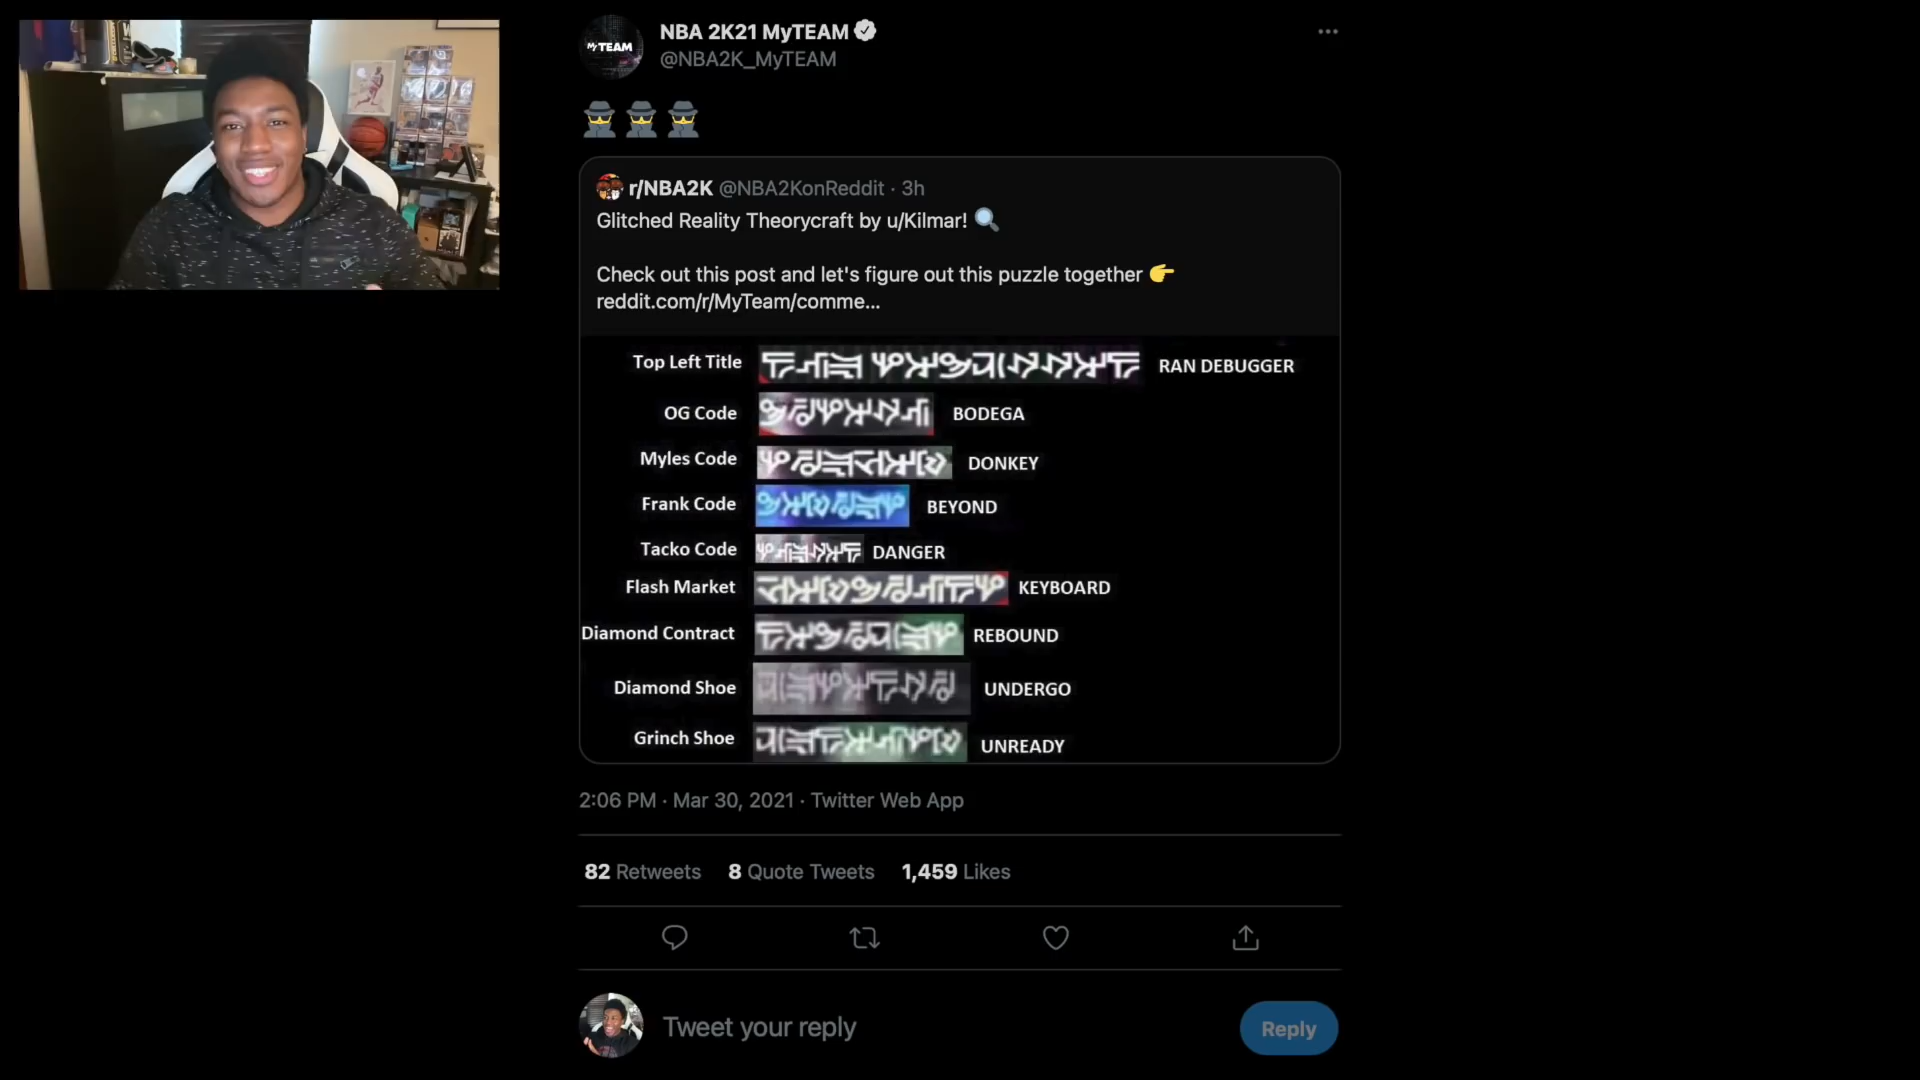 MyTEAM
NBA 2K21 MyTEAM
@NBA2K_MyTEAM
r/NBA2K @NBA2KonReddit · 3h
Glitched Reality Theorycraft by u/Kilmar!
Check out this post and let's figure out this puzzle together
reddit.com/r/MyTeam/comme...
Top Left Title RAN DEBUGGER
OG Code BODEGA
Myles Code DONKEY
Frank Code BEYOND
Tacko Code DANGER
Flash Market KEYBOARD
Diamond Contract REBOUND
Diamond Shoe UNDERGO
Grinch Shoe UNREADY
2:06 PM · Mar 30, 2021 · Twitter Web App
82 Retweets 8 Quote Tweets 1,459 Likes
Tweet your reply
Reply